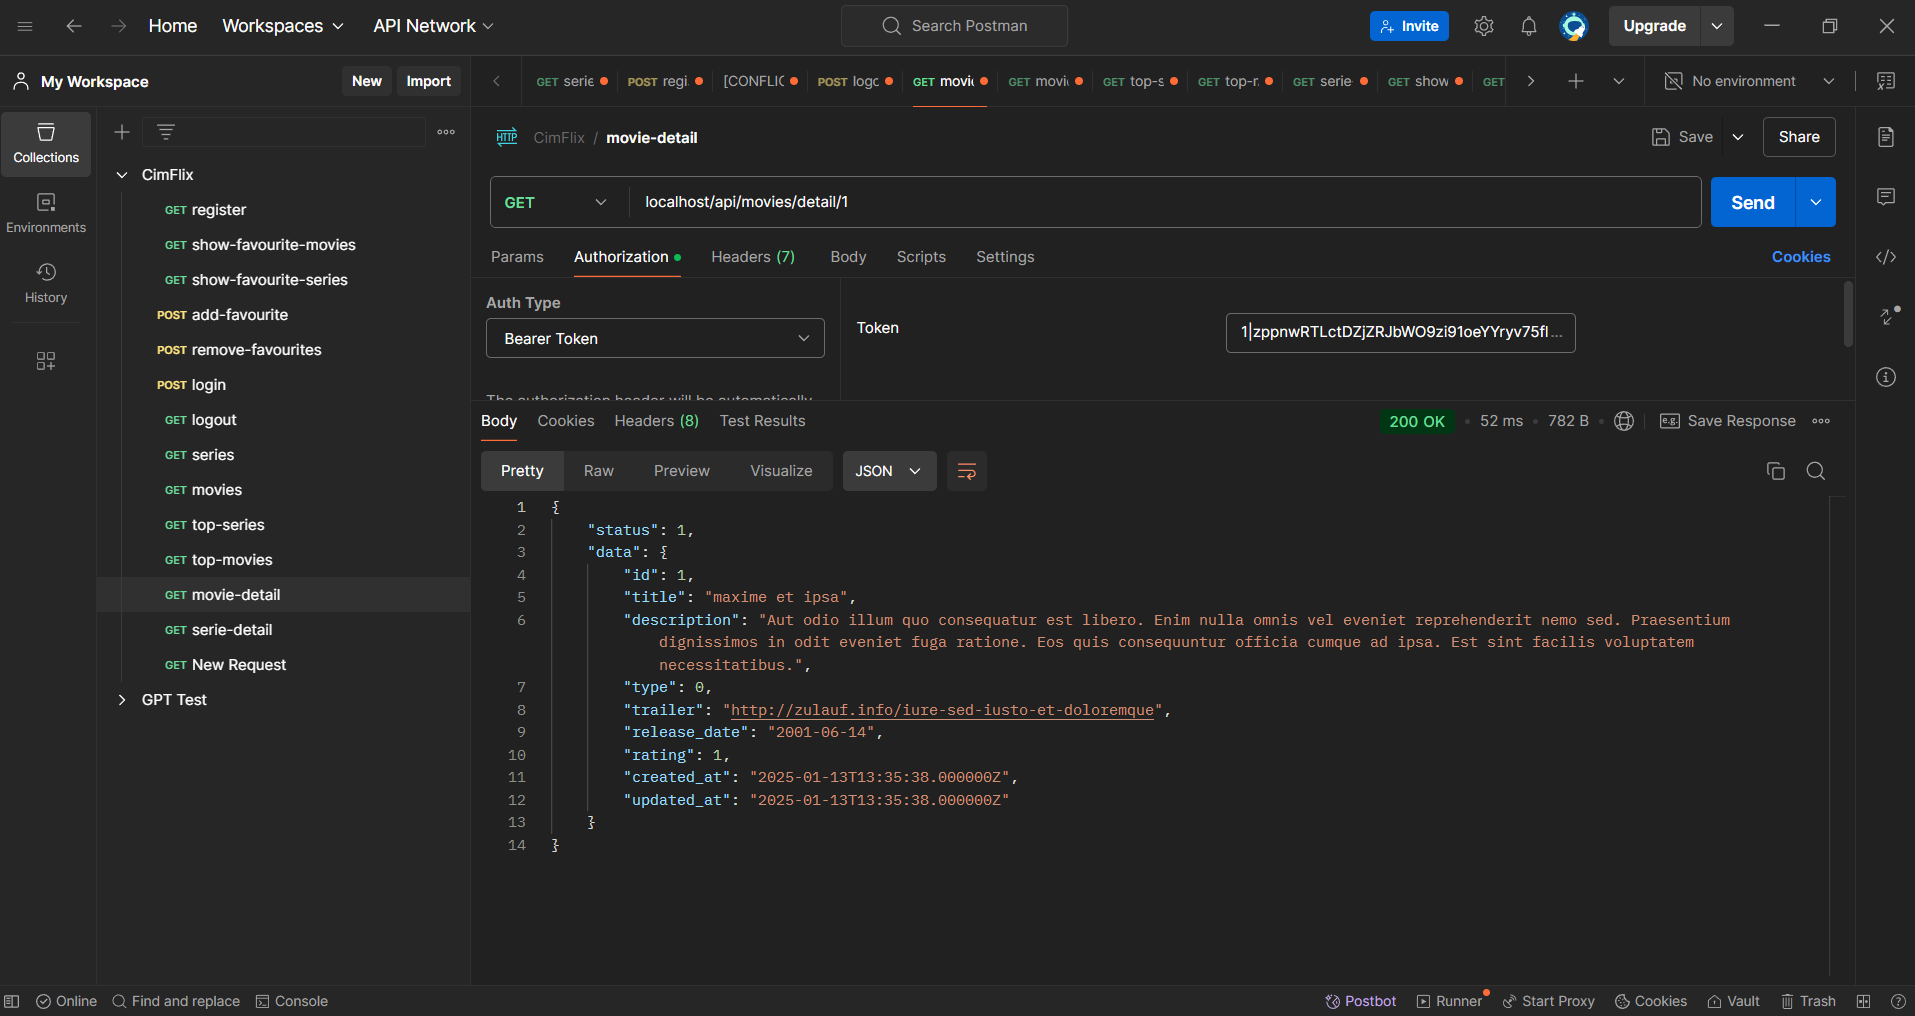 Home Workspaces API Network Search Postman Invite Upgrade
My Workspace New Import GET serie POST regi [CONFLIC POST logo GET movie GET movie GET top-s GET top-r GET serie GET show GET No environment
Collections
Environments
History
CimFlix
GET register
GET show-favourite-movies
GET show-favourite-series
POST add-favourite
POST remove-favourites
POST login
GET logout
GET series
GET movies
GET top-series
GET top-movies
GET movie-detail
GET serie-detail
GET New Request
GPT Test
HTTP CimFlix / movie-detail Save Share
GET localhost/api/movies/detail/1 Send
Params Authorization Headers (7) Body Scripts Settings Cookies
Auth Type
Bearer Token
Token 1|zppnwRTLctDZjZRJbWO9zi91oeYYryv75fl...
The authorization header will be automatically
Body Cookies Headers (8) Test Results 200 OK • 52 ms • 782 B • e.g. Save Response
Pretty Raw Preview Visualize JSON
1 {
2 "status": 1,
3 "data": {
4 "id": 1,
5 "title": "maxime et ipsa",
6 "description": "Aut odio illum quo consequatur est libero. Enim nulla omnis vel eveniet reprehenderit nemo sed. Praesentium
dignissimos in odit eveniet fuga ratione. Eos quis consequuntur officia cumque ad ipsa. Est sint facilis voluptatem
necessitatibus.",
7 "type": 0,
8 "trailer": "http://zulauf.info/iure-sed-iusto-et-doloremque",
9 "release_date": "2001-06-14",
10 "rating": 1,
11 "created_at": "2025-01-13T13:35:38.000000Z",
12 "updated_at": "2025-01-13T13:35:38.000000Z"
13 }
14 }
Online Find and replace Console Postbot Runner Start Proxy Cookies Vault Trash